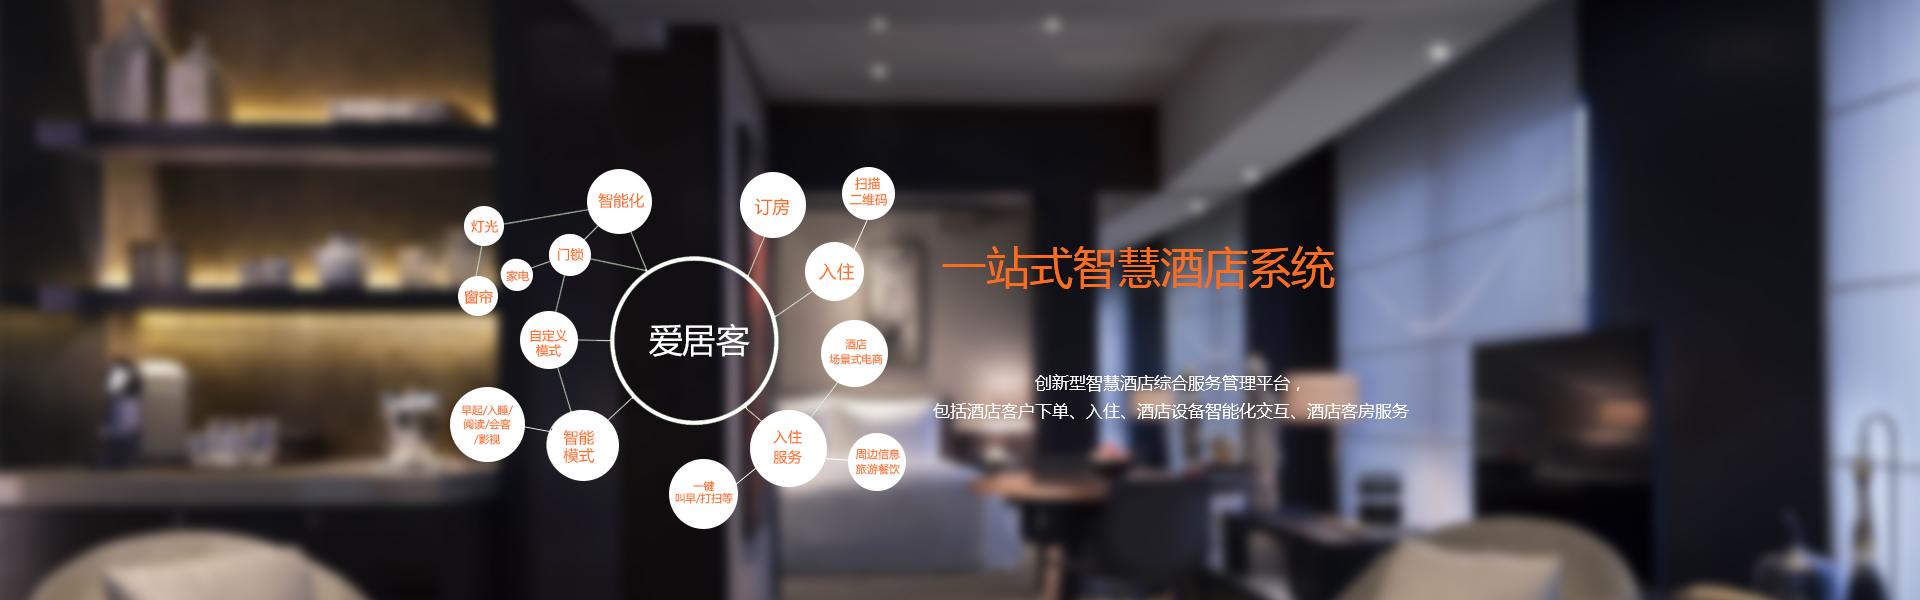 智能化
灯光
门锁
家电
窗帘
自定义
模式
早起/入睡/
阅读/会客
/影视
智能
模式
爱居客
订房
扫描
二维码
入住
酒店
场景式电商
入住
服务
周边信息
旅游餐饮
一键
叫早/打扫等
一站式智慧酒店系统
创新型智慧酒店综合服务管理平台，
包括酒店客户下单、入住、酒店设备智能化交互、酒店客房服务